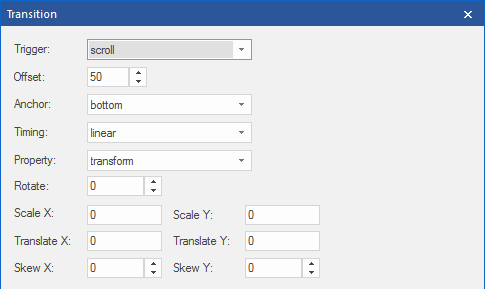 Transition
Trigger: scroll
Offset: 50
Anchor: bottom
Timing: linear
Property: transform
Rotate: 0
Scale X: 0 Scale Y: 0
Translate X: 0 Translate Y: 0
Skew X: 0 Skew Y: 0